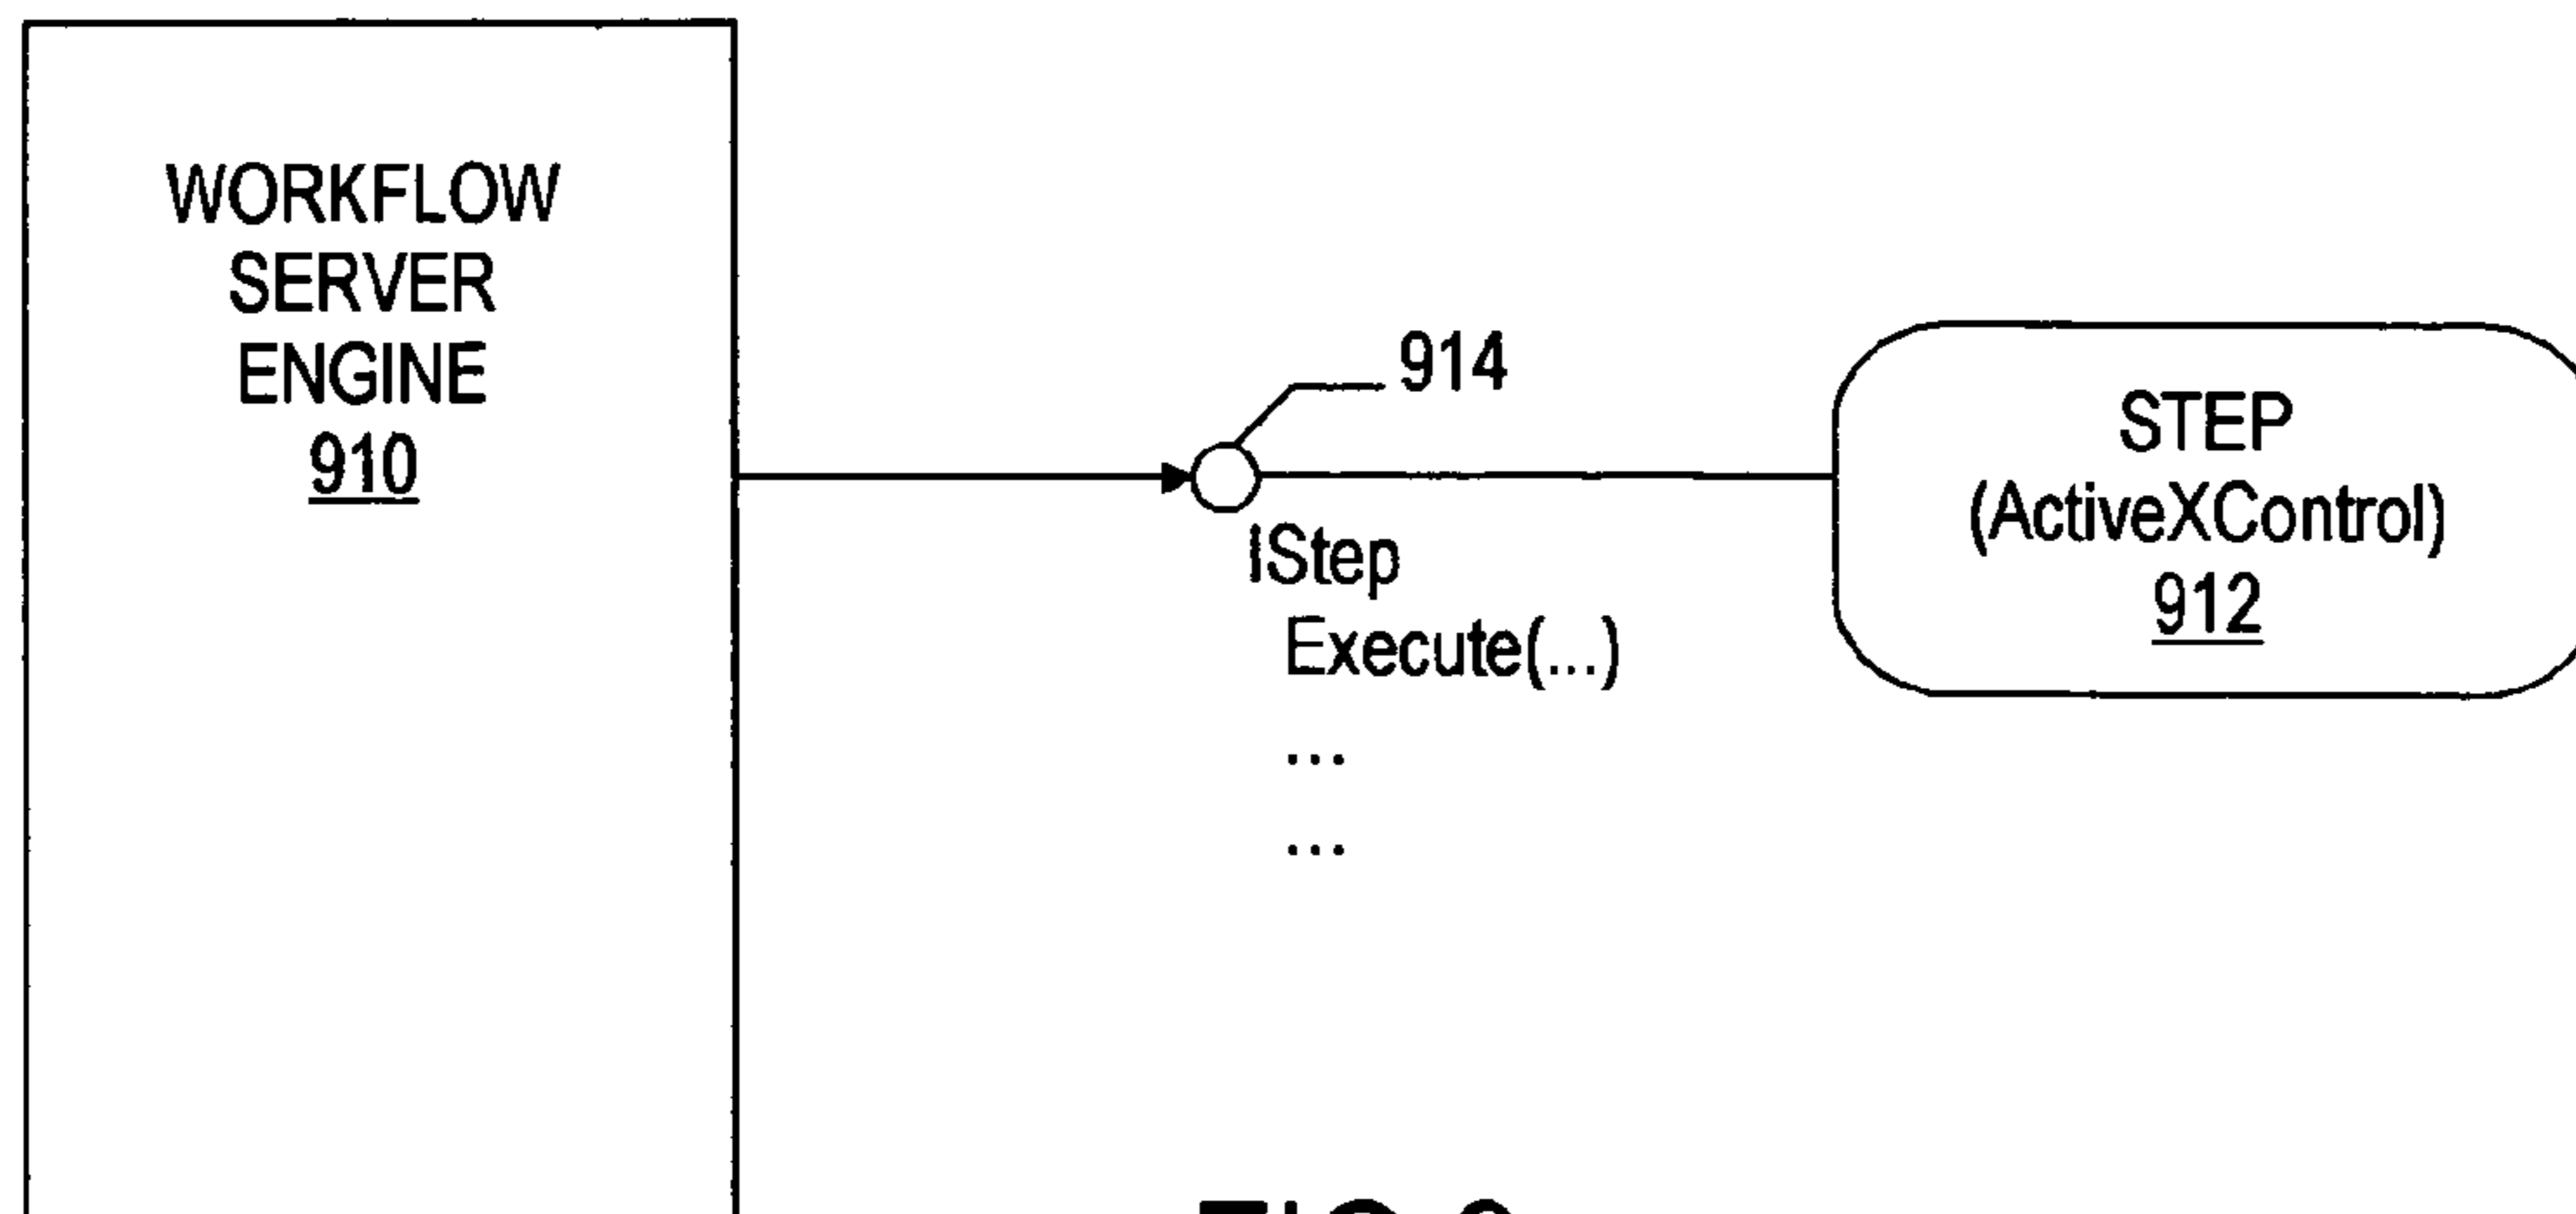 WORKFLOW
SERVER
ENGINE
910
914
IStep
Execute(...)
...
...
STEP
(ActiveXControl)
912